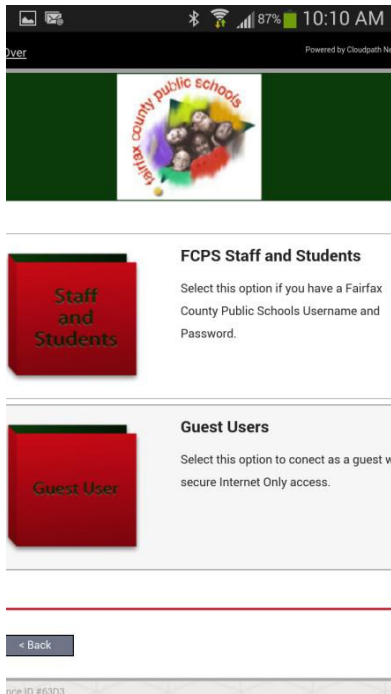 87% 10:10 AM
Over
Powered by Cloudpath Ne
fairfax county public schools
Staff
and
Students
FCPS Staff and Students
Select this option if you have a Fairfax
County Public Schools Username and
Password.
Guest User
Guest Users
Select this option to conect as a guest w
secure Internet Only access.
< Back
nce ID #63D3